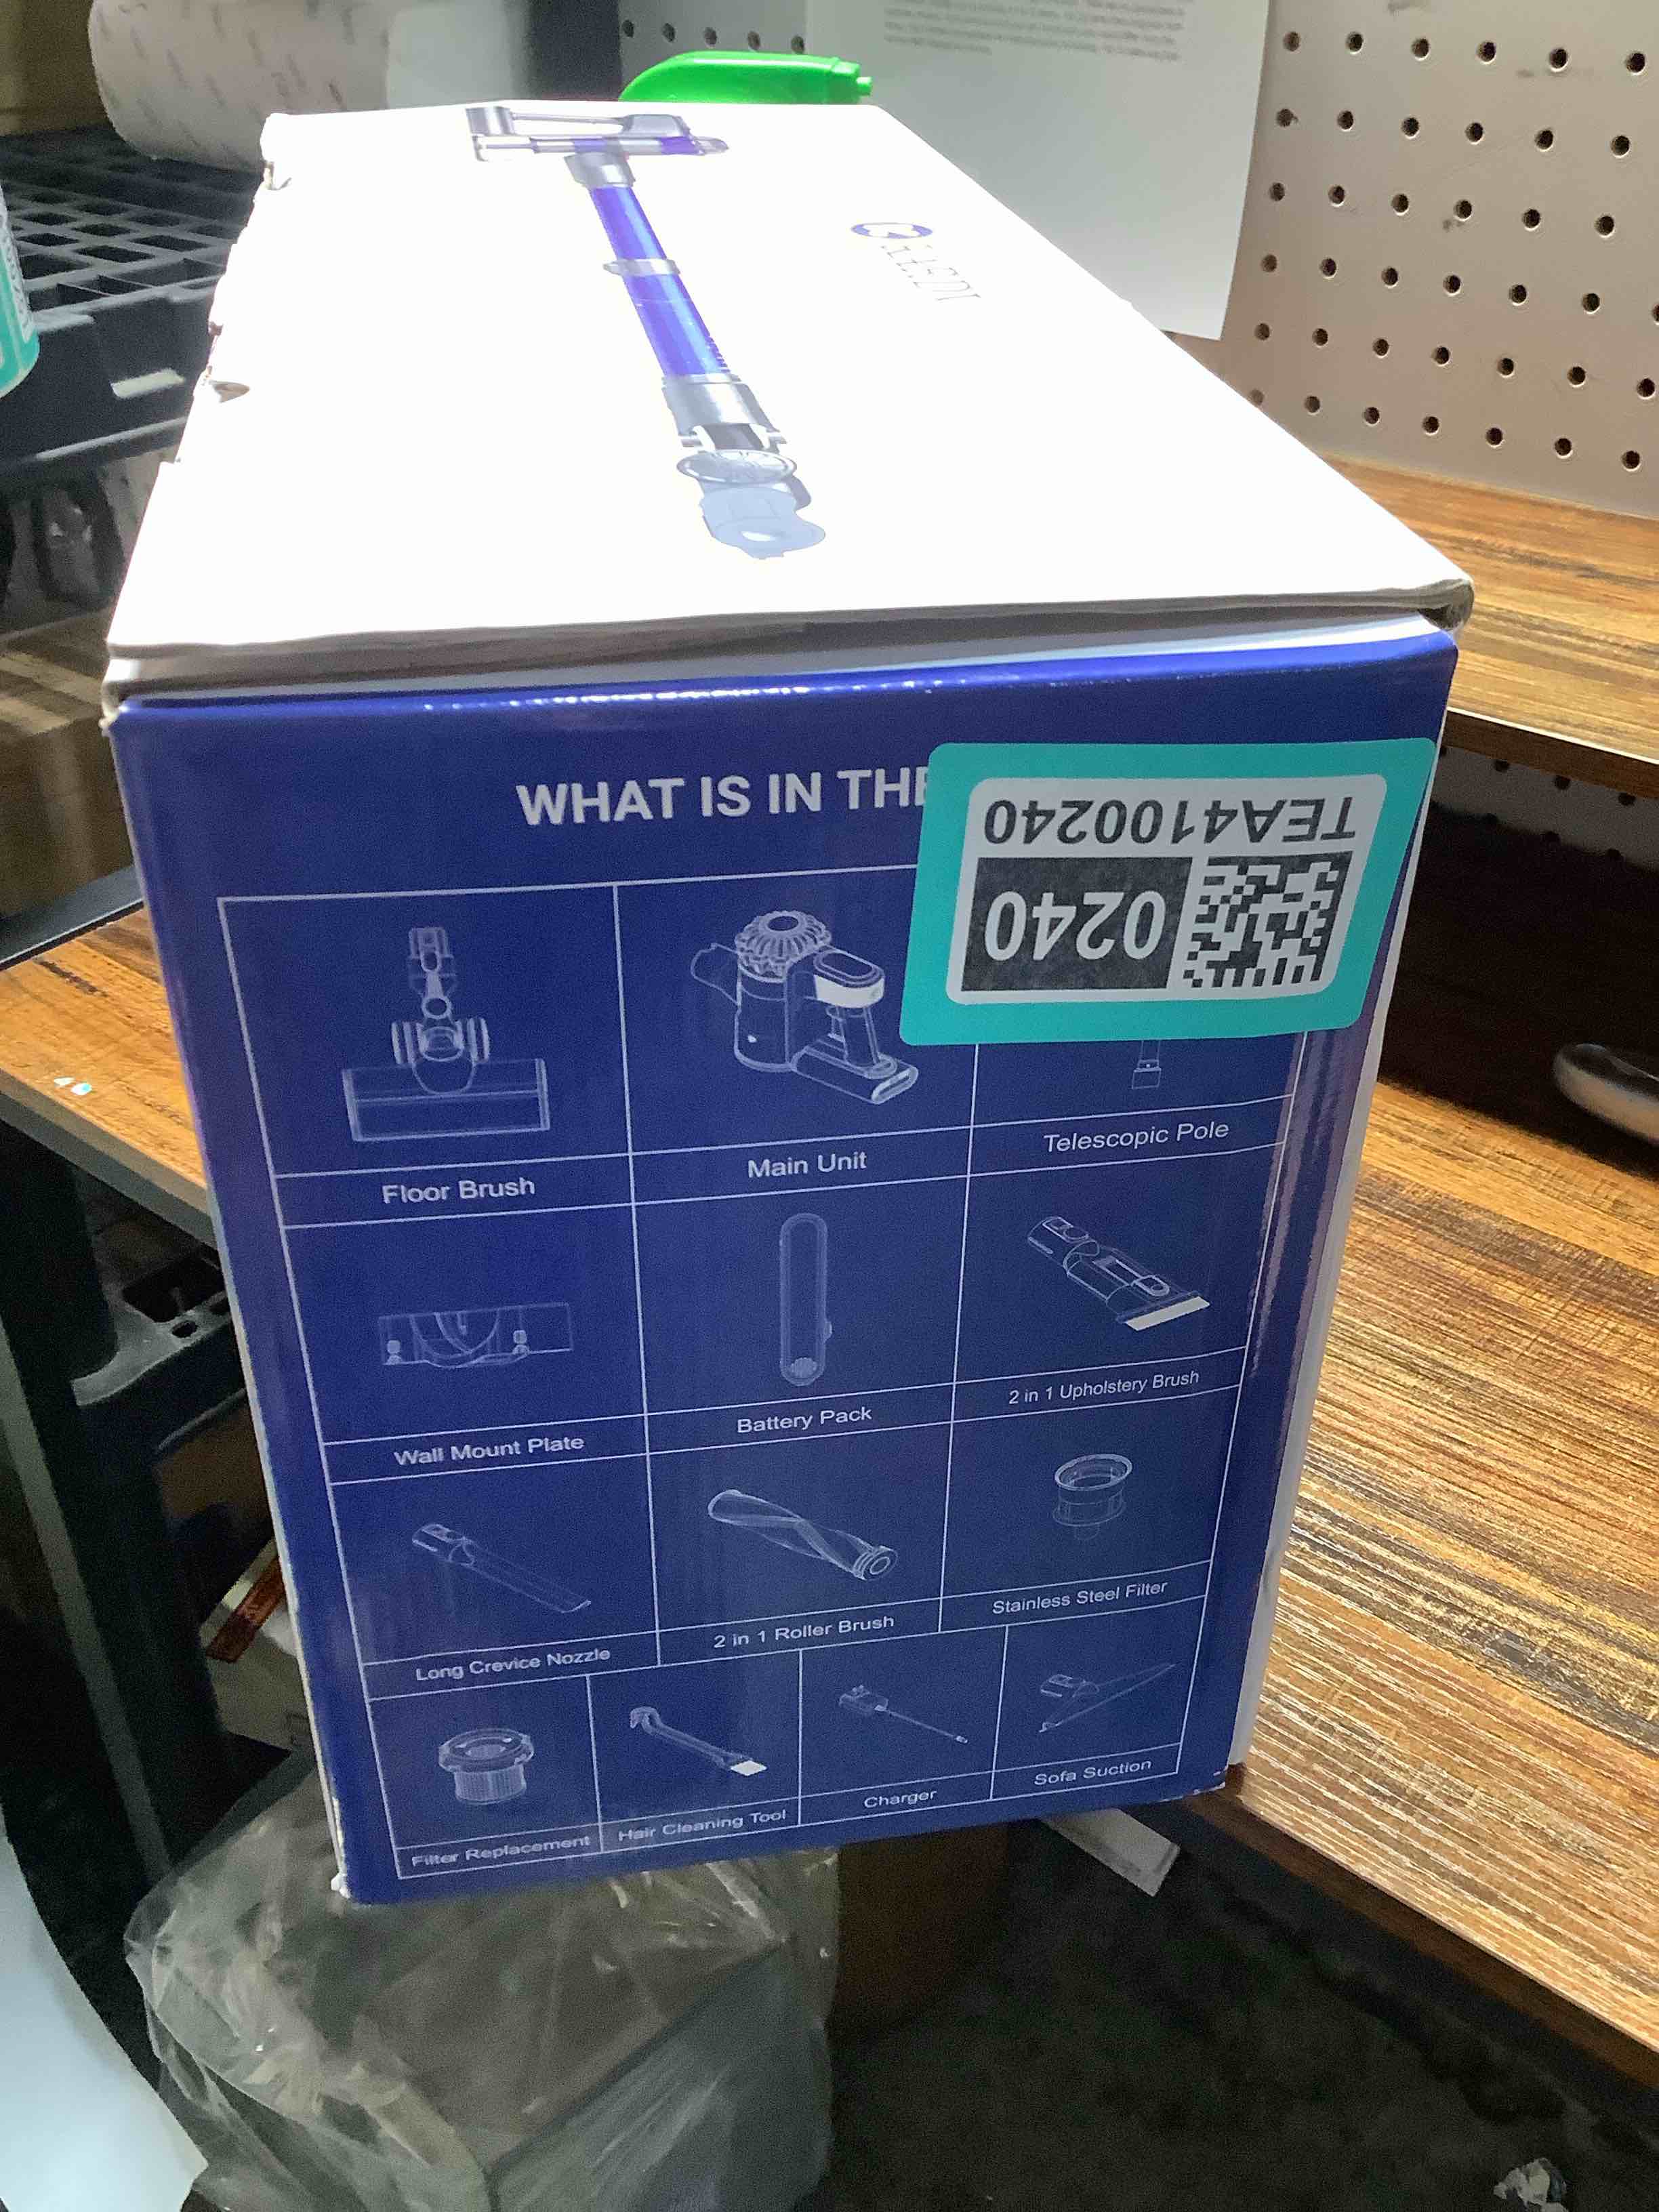 WHAT IS IN THE
TEA4100240
0240
Floor Brush
Main Unit
Telescopic Pole
Wall Mount Plate
Battery Pack
2 in 1 Upholstery Brush
Long Crevice Nozzle
2 in 1 Roller Brush
Stainless Steel Filter
Filter Replacement
Hair Cleaning Tool
Charger
Sofa Suction